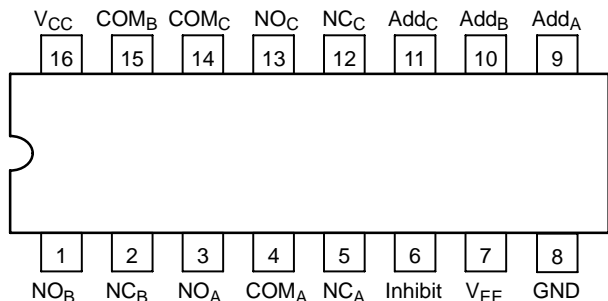 VCC COMB COMC NOC NCC AddC AddB AddA
16 15 14 13 12 11 10 9
1 2 3 4 5 6 7 8
NOB NCB NOA COMA NCA Inhibit VEE GND